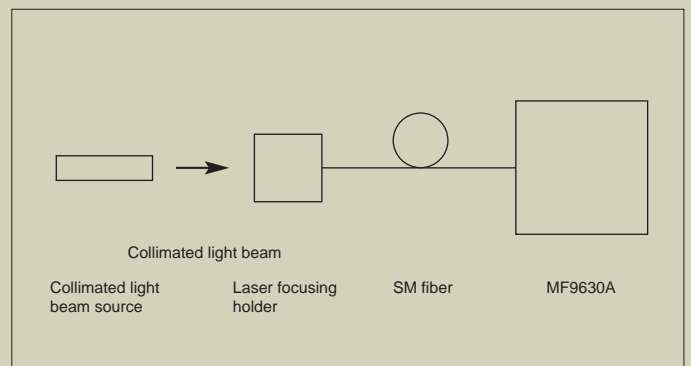 Collimated light beam
Collimated light
beam source
Laser focusing
holder
SM fiber
MF9630A